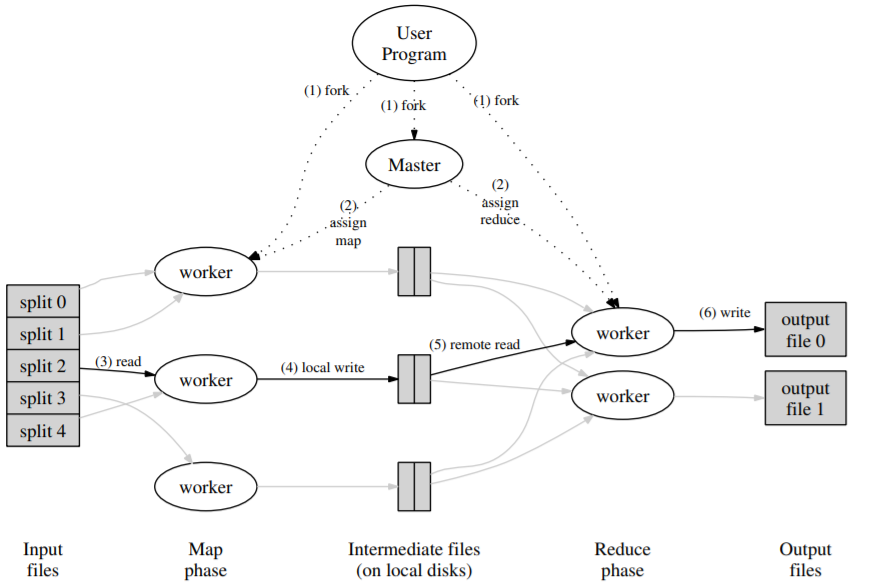 User
Program
(1) fork
(1) fork
(1) fork
Master
(2)
assign
map
(2)
assign
reduce
worker
split 0
split 1
split 2
split 3
split 4
(3) read
worker
(4) local write
worker
(5) remote read
worker
worker
(6) write
output
file 0
output
file 1
Input
files
Map
phase
Intermediate files
(on local disks)
Reduce
phase
Output
files